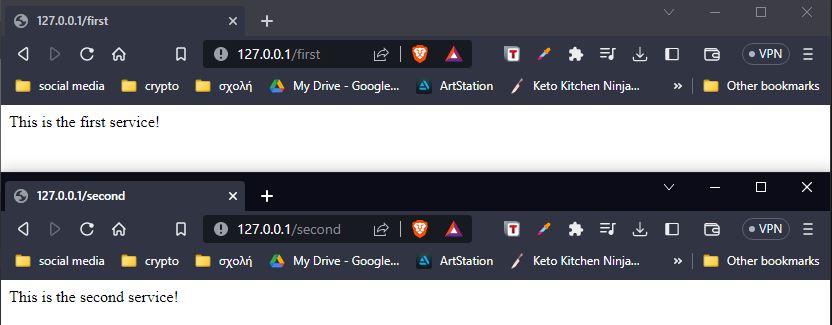 127.0.0.1/first
127.0.0.1/first
VPN
social media crypto σχολή My Drive - Google... ArtStation Keto Kitchen Ninja... » Other bookmarks
This is the first service!
127.0.0.1/second
127.0.0.1/second
VPN
social media crypto σχολή My Drive - Google... ArtStation Keto Kitchen Ninja... » Other bookmarks
This is the second service!